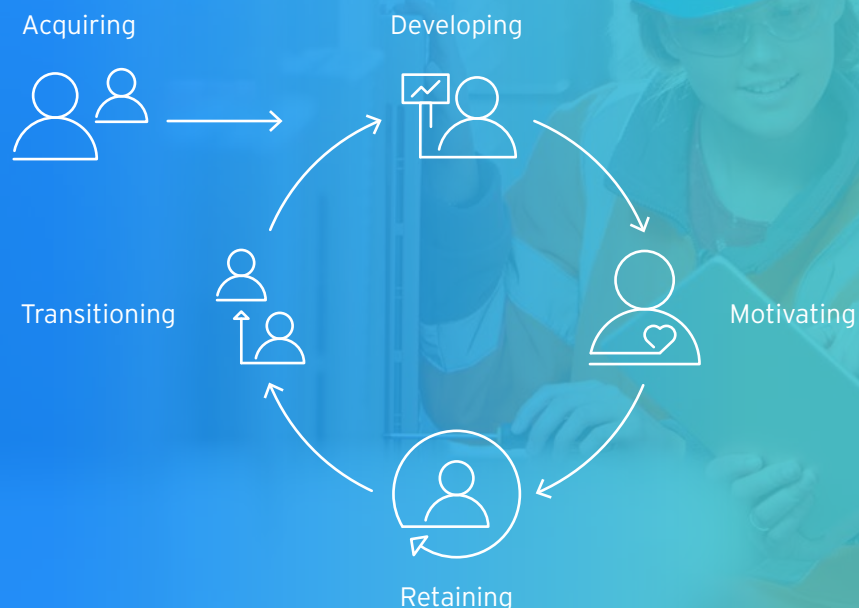 Acquiring
Developing
Transitioning
Motivating
Retaining